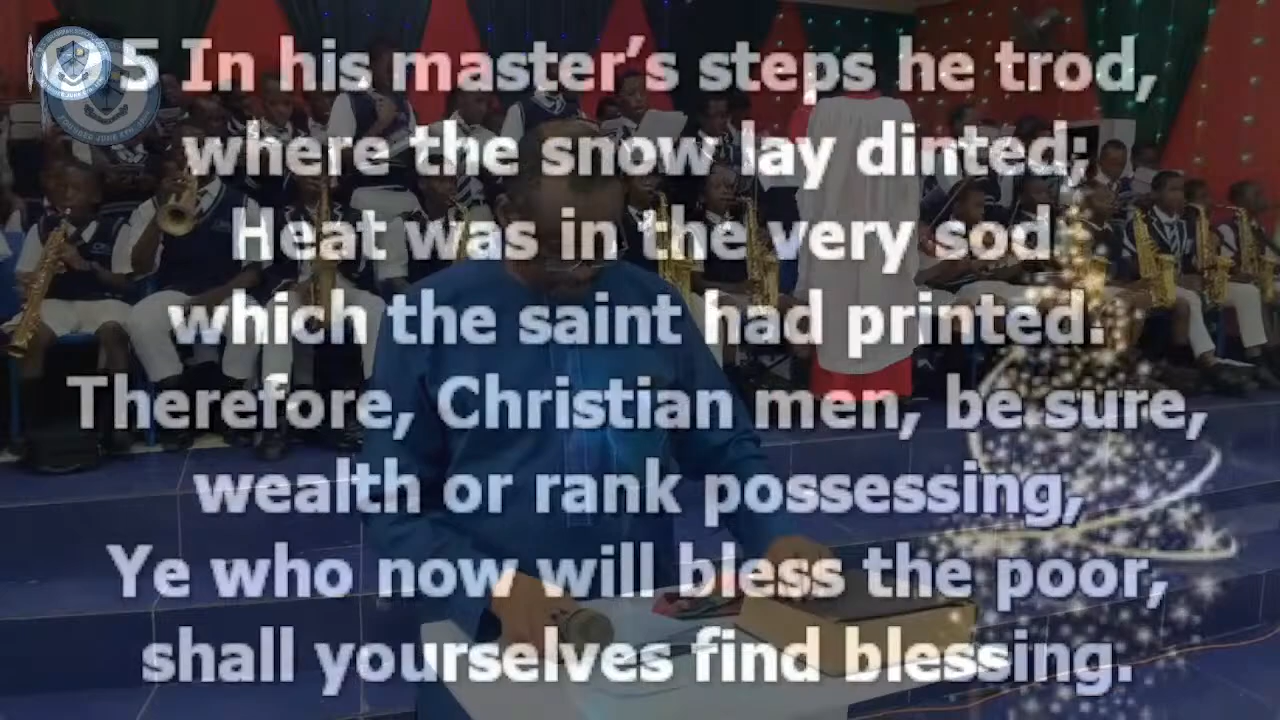 5 In his master’s steps he trod,
where the snow lay dinted;
Heat was in the very sod
which the saint had printed.
Therefore, Christian men, be sure,
wealth or rank possessing,
Ye who now will bless the poor,
shall yourselves find blessing.